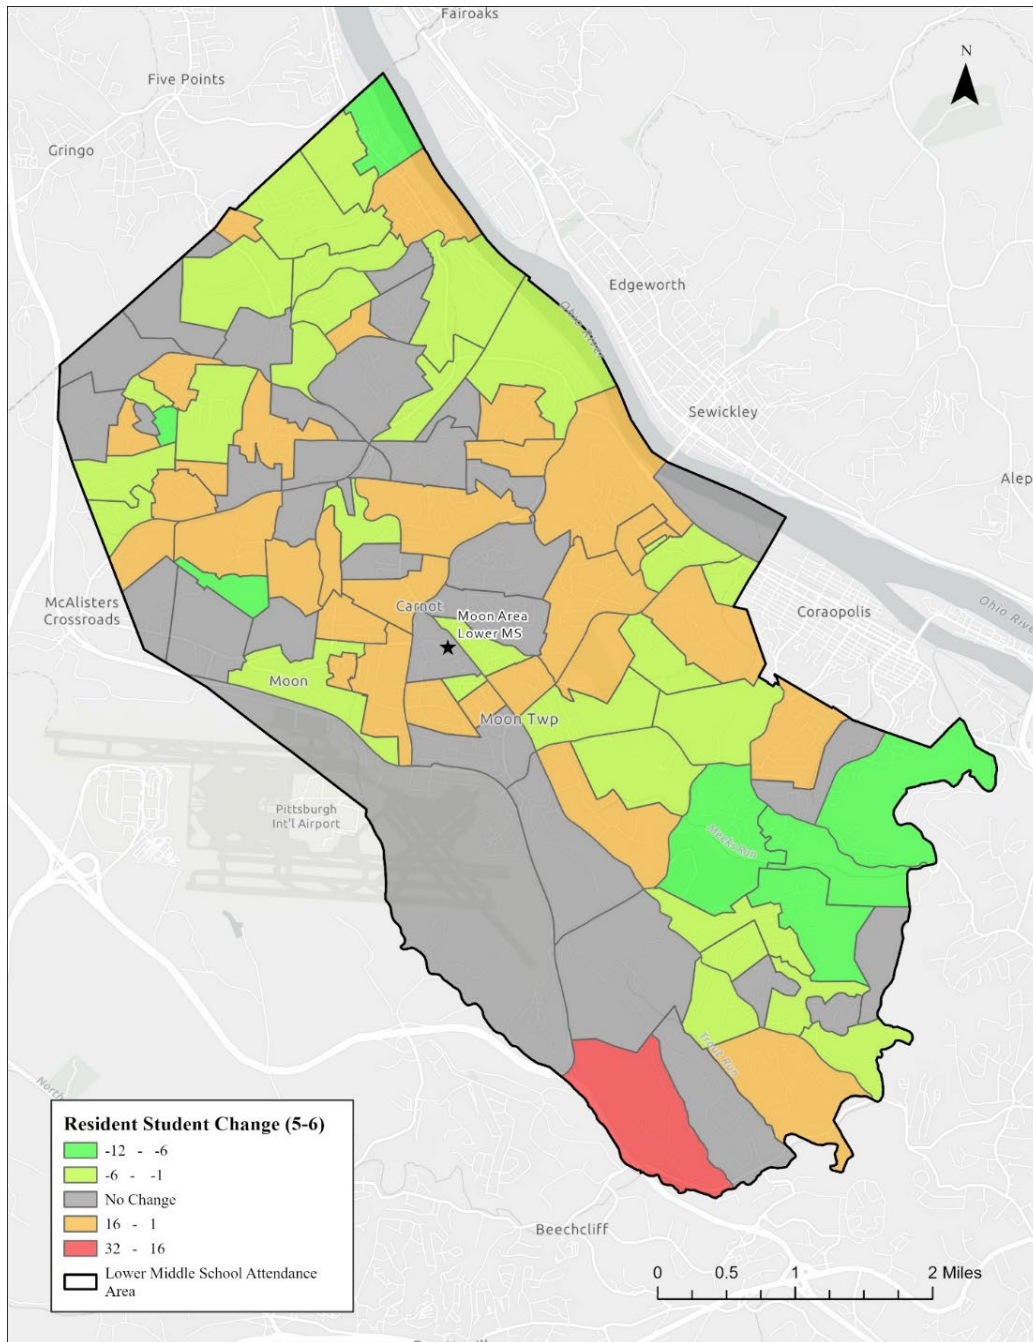 Fairoaks
N
Five Points
Gringo
Edgeworth
Ohio River
Sewickley
Alep
McAlisters
Crossroads
Carnot
Moon Area
Lower MS
Coraopolis
Ohio Rive
Moon
Moon Twp
Pittsburgh
Int'l Airport
Meeks Run
Trout Run
North
Resident Student Change (5-6)
-12 - -6
-6 - -1
No Change
16 - 1
32 - 16
Lower Middle School Attendance
Area
Beechcliff
0 0.5 1 2 Miles